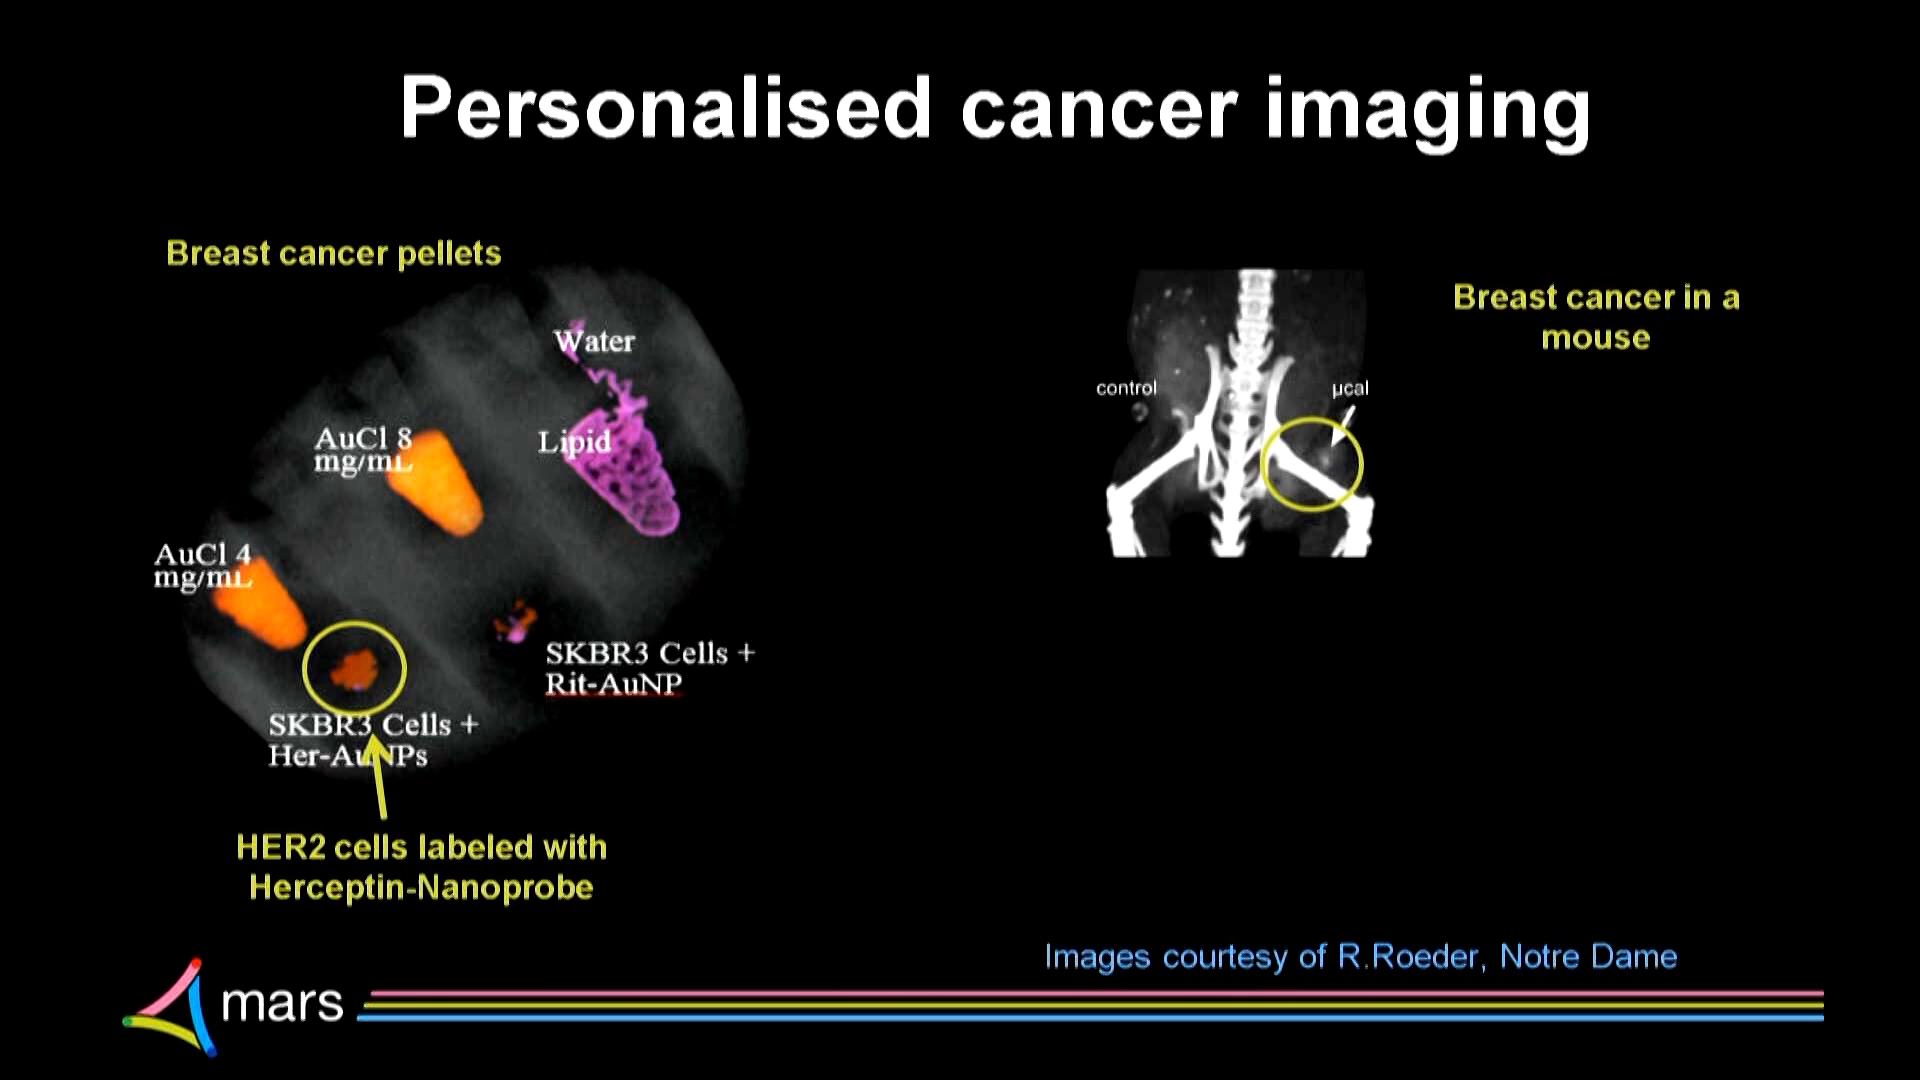 Personalised cancer imaging
Breast cancer pellets
Water
Lipid
AuCl 8
mg/mL
AuCl 4
mg/mL
SKBR3 Cells +
Rit-AuNP
SKBR3 Cells +
Her-AuNPs
HER2 cells labeled with
Herceptin-Nanoprobe
Breast cancer in a
mouse
control
µcal
Images courtesy of R.Roeder, Notre Dame
mars